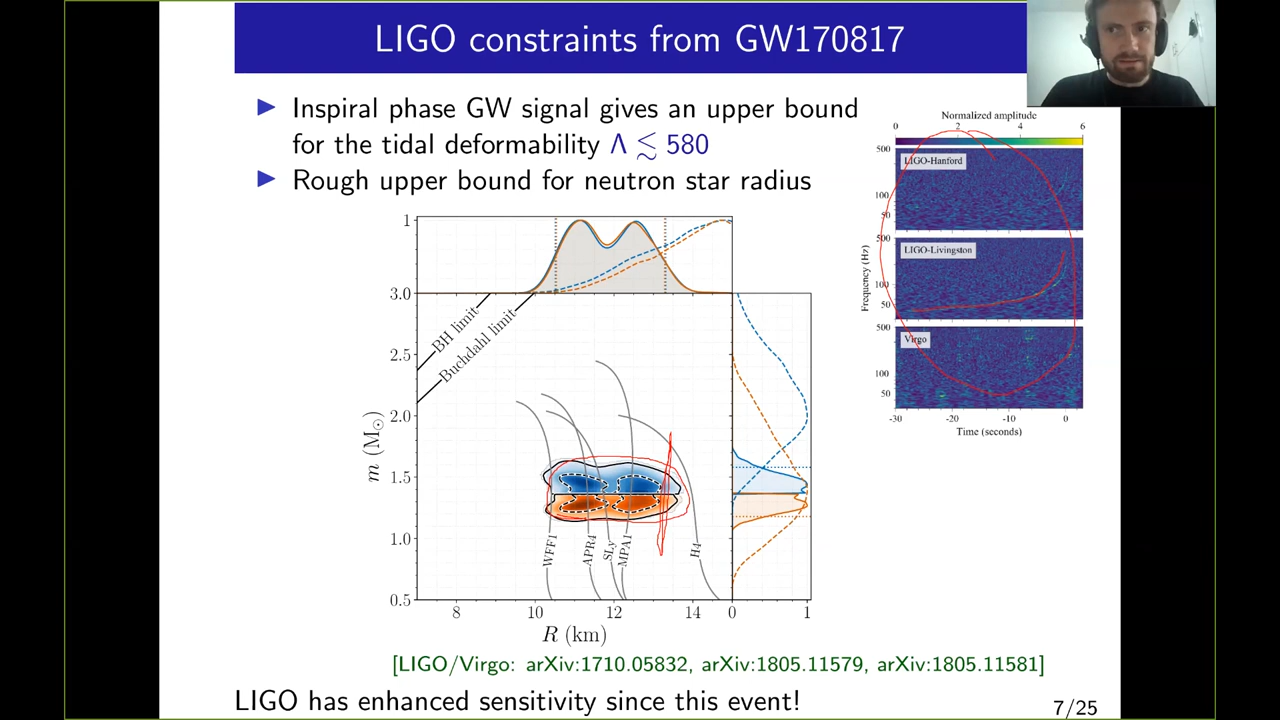 LIGO constraints from GW170817
▶ Inspiral phase GW signal gives an upper bound
for the tidal deformability Λ ≲ 580
▶ Rough upper bound for neutron star radius
Normalized amplitude
0 2 4 6
500
LIGO-Hanford
100
50
500
LIGO-Livingston
100
50
Frequency (Hz)
500
Virgo
100
50
-30 -20 -10 0
Time (seconds)
1
3.0
BH limit
Buchdahl limit
2.5
2.0
m (M⊙)
1.5
1.0
WFF1
APR4
SLy
MPA1
H4
0.5
8 10 12 14 0 1
R (km)
[LIGO/Virgo: arXiv:1710.05832, arXiv:1805.11579, arXiv:1805.11581]
LIGO has enhanced sensitivity since this event!
7/25